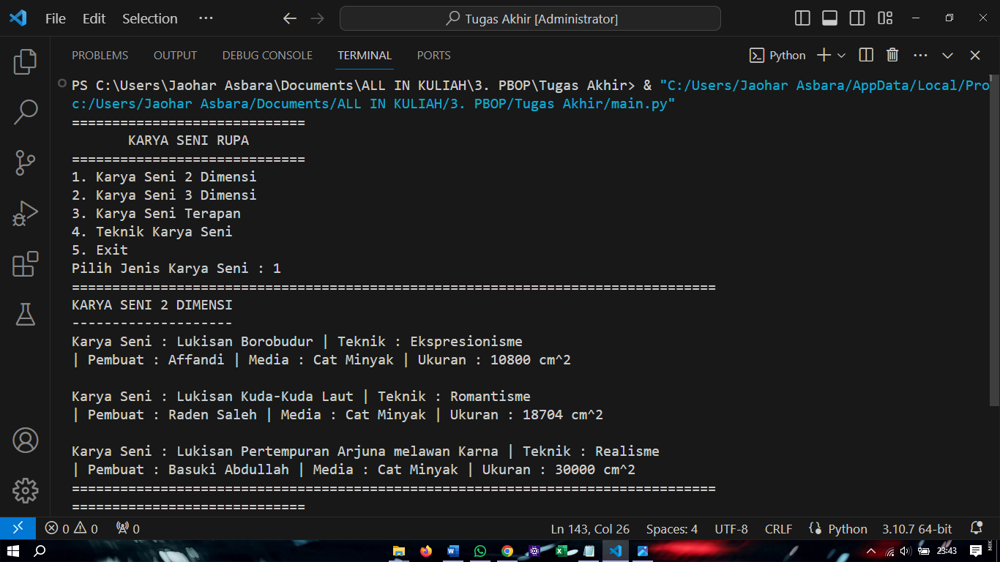 File Edit Selection ···
Tugas Akhir [Administrator]
PROBLEMS OUTPUT DEBUG CONSOLE TERMINAL PORTS
Python
PS C:\Users\Jaohar Asbara\Documents\ALL IN KULIAH\3. PBOP\Tugas Akhir> & "C:/Users/Jaohar Asbara/AppData/Local/Pro
c:/Users/Jaohar Asbara/Documents/ALL IN KULIAH/3. PBOP/Tugas Akhir/main.py"
=============================
KARYA SENI RUPA
=============================
1. Karya Seni 2 Dimensi
2. Karya Seni 3 Dimensi
3. Karya Seni Terapan
4. Teknik Karya Seni
5. Exit
Pilih Jenis Karya Seni : 1
================================================================================
KARYA SENI 2 DIMENSI
--------------------
Karya Seni : Lukisan Borobudur | Teknik : Ekspresionisme
| Pembuat : Affandi | Media : Cat Minyak | Ukuran : 10800 cm^2
Karya Seni : Lukisan Kuda-Kuda Laut | Teknik : Romantisme
| Pembuat : Raden Saleh | Media : Cat Minyak | Ukuran : 18704 cm^2
Karya Seni : Lukisan Pertempuran Arjuna melawan Karna | Teknik : Realisme
| Pembuat : Basuki Abdullah | Media : Cat Minyak | Ukuran : 30000 cm^2
================================================================================
=============================
0 0 0 Ln 143, Col 26 Spaces: 4 UTF-8 CRLF Python 3.10.7 64-bit
23:43
MIK